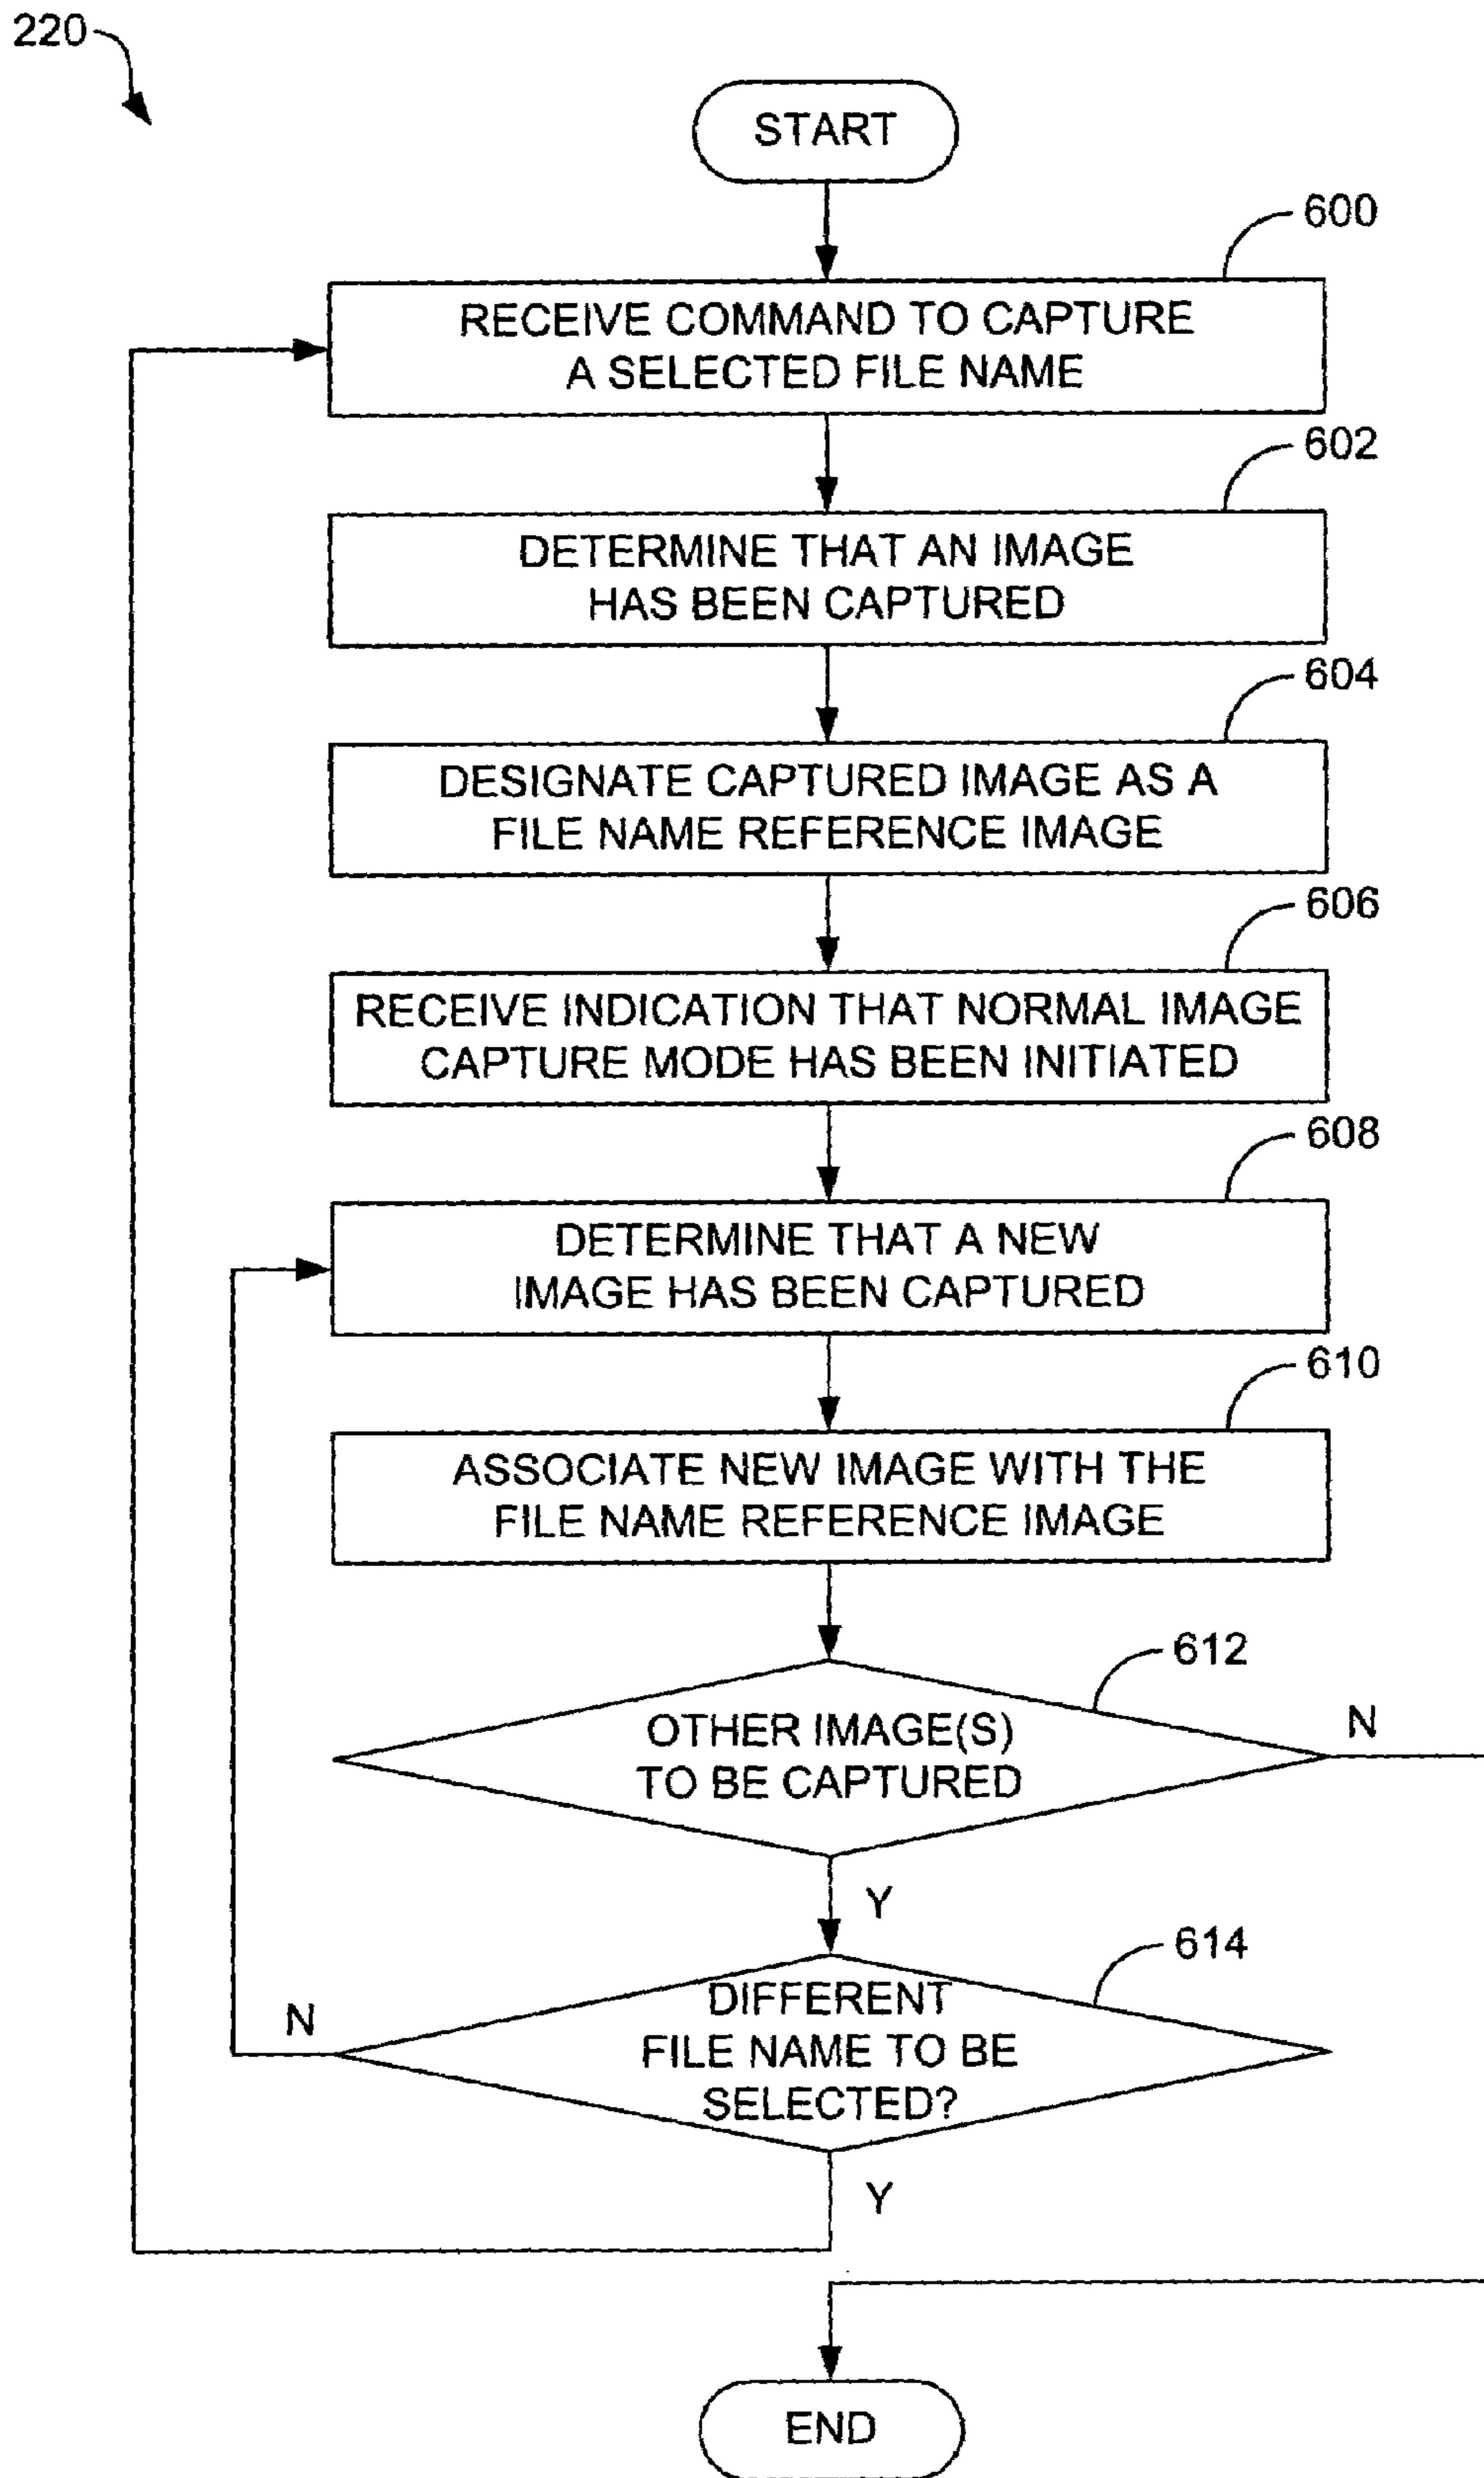 220
START
600
RECEIVE COMMAND TO CAPTURE
A SELECTED FILE NAME
602
DETERMINE THAT AN IMAGE
HAS BEEN CAPTURED
604
DESIGNATE CAPTURED IMAGE AS A
FILE NAME REFERENCE IMAGE
606
RECEIVE INDICATION THAT NORMAL IMAGE
CAPTURE MODE HAS BEEN INITIATED
608
DETERMINE THAT A NEW
IMAGE HAS BEEN CAPTURED
610
ASSOCIATE NEW IMAGE WITH THE
FILE NAME REFERENCE IMAGE
612
OTHER IMAGE(S)
TO BE CAPTURED
N
Y
614
DIFFERENT
FILE NAME TO BE
SELECTED?
N
Y
END